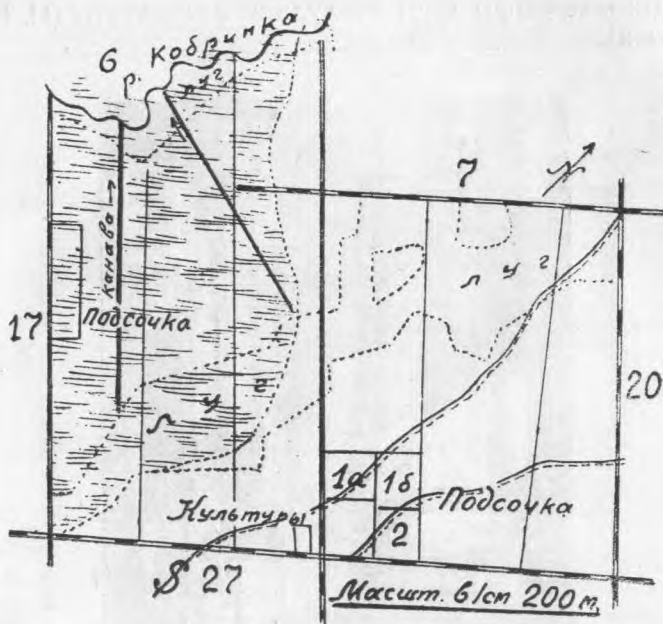 6
р. Кобринка
луг
7
N
канава →
луг
17
Подсочка
20
луг
1а
1б
Культуры
Подсочка
2
27
Масшт. в 1 см 200 м.